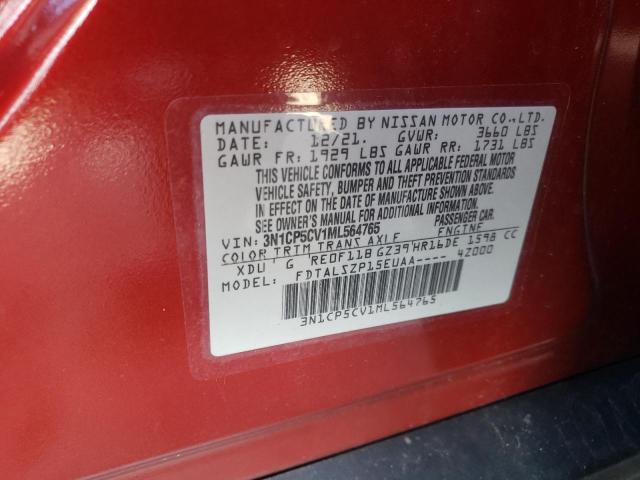 MANUFACTURED BY NISSAN MOTOR CO.,LTD.
DATE: 12/21. GVWR: 3660 LBS
GAWR FR: 1929 LBS GAWR RR: 1731 LBS
THIS VEHICLE CONFORMS TO ALL APPLICABLE FEDERAL MOTOR
VEHICLE SAFETY, BUMPER AND THEFT PREVENTION STANDARDS
IN EFFECT ON THE DATE OF MANUFACTURE SHOWN ABOVE.
SEE OWNER'S MANUAL FOR ADDITIONAL INFORMATION.
VIN: 3N1CP5CV1ML564765 PASSENGER CAR.
COLOR TRIM TRANS AXLE ENGINE
XDU G RE0F11B GZ39 HR16DE 1598 CC
MODEL: FDTALSZP15EUAA---- 4Z000
3N1CP5CV1ML564765